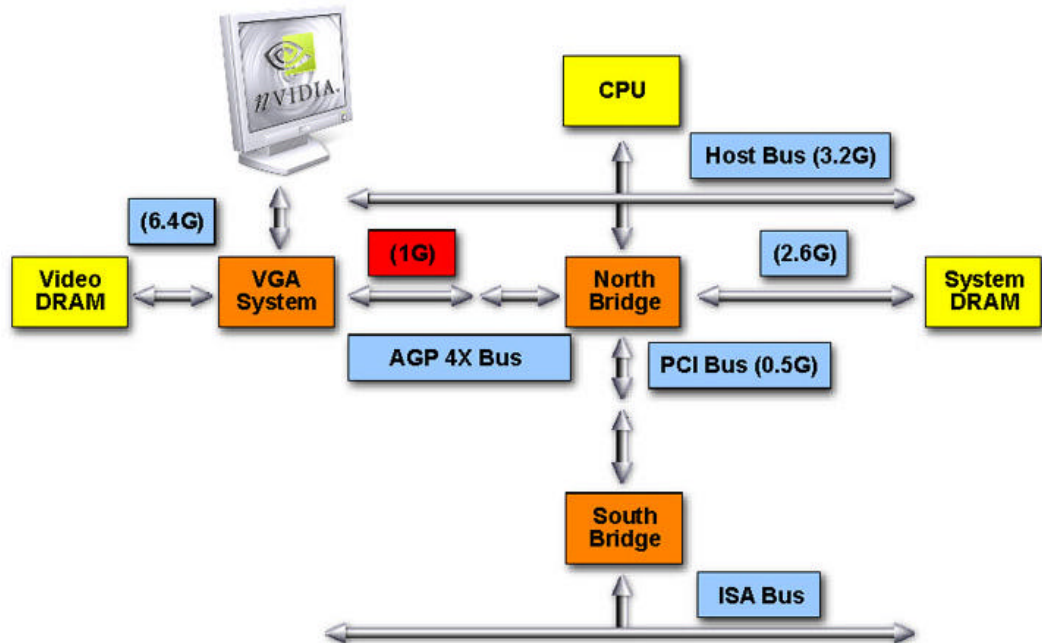 nVIDIA.
CPU
Host Bus (3.2G)
(6.4G)
(1G)
(2.6G)
Video
DRAM
VGA
System
North
Bridge
System
DRAM
AGP 4X Bus
PCI Bus (0.5G)
South
Bridge
ISA Bus